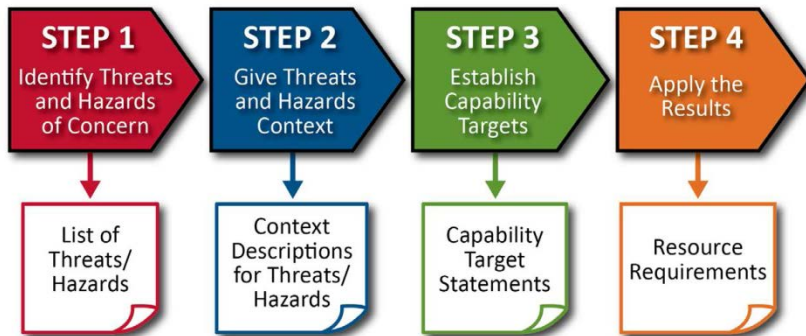 STEP 1
Identify Threats
and Hazards
of Concern
STEP 2
Give Threats
and Hazards
Context
STEP 3
Establish
Capability
Targets
STEP 4
Apply the
Results
List of
Threats/
Hazards
Context
Descriptions
for Threats/
Hazards
Capability
Target
Statements
Resource
Requirements